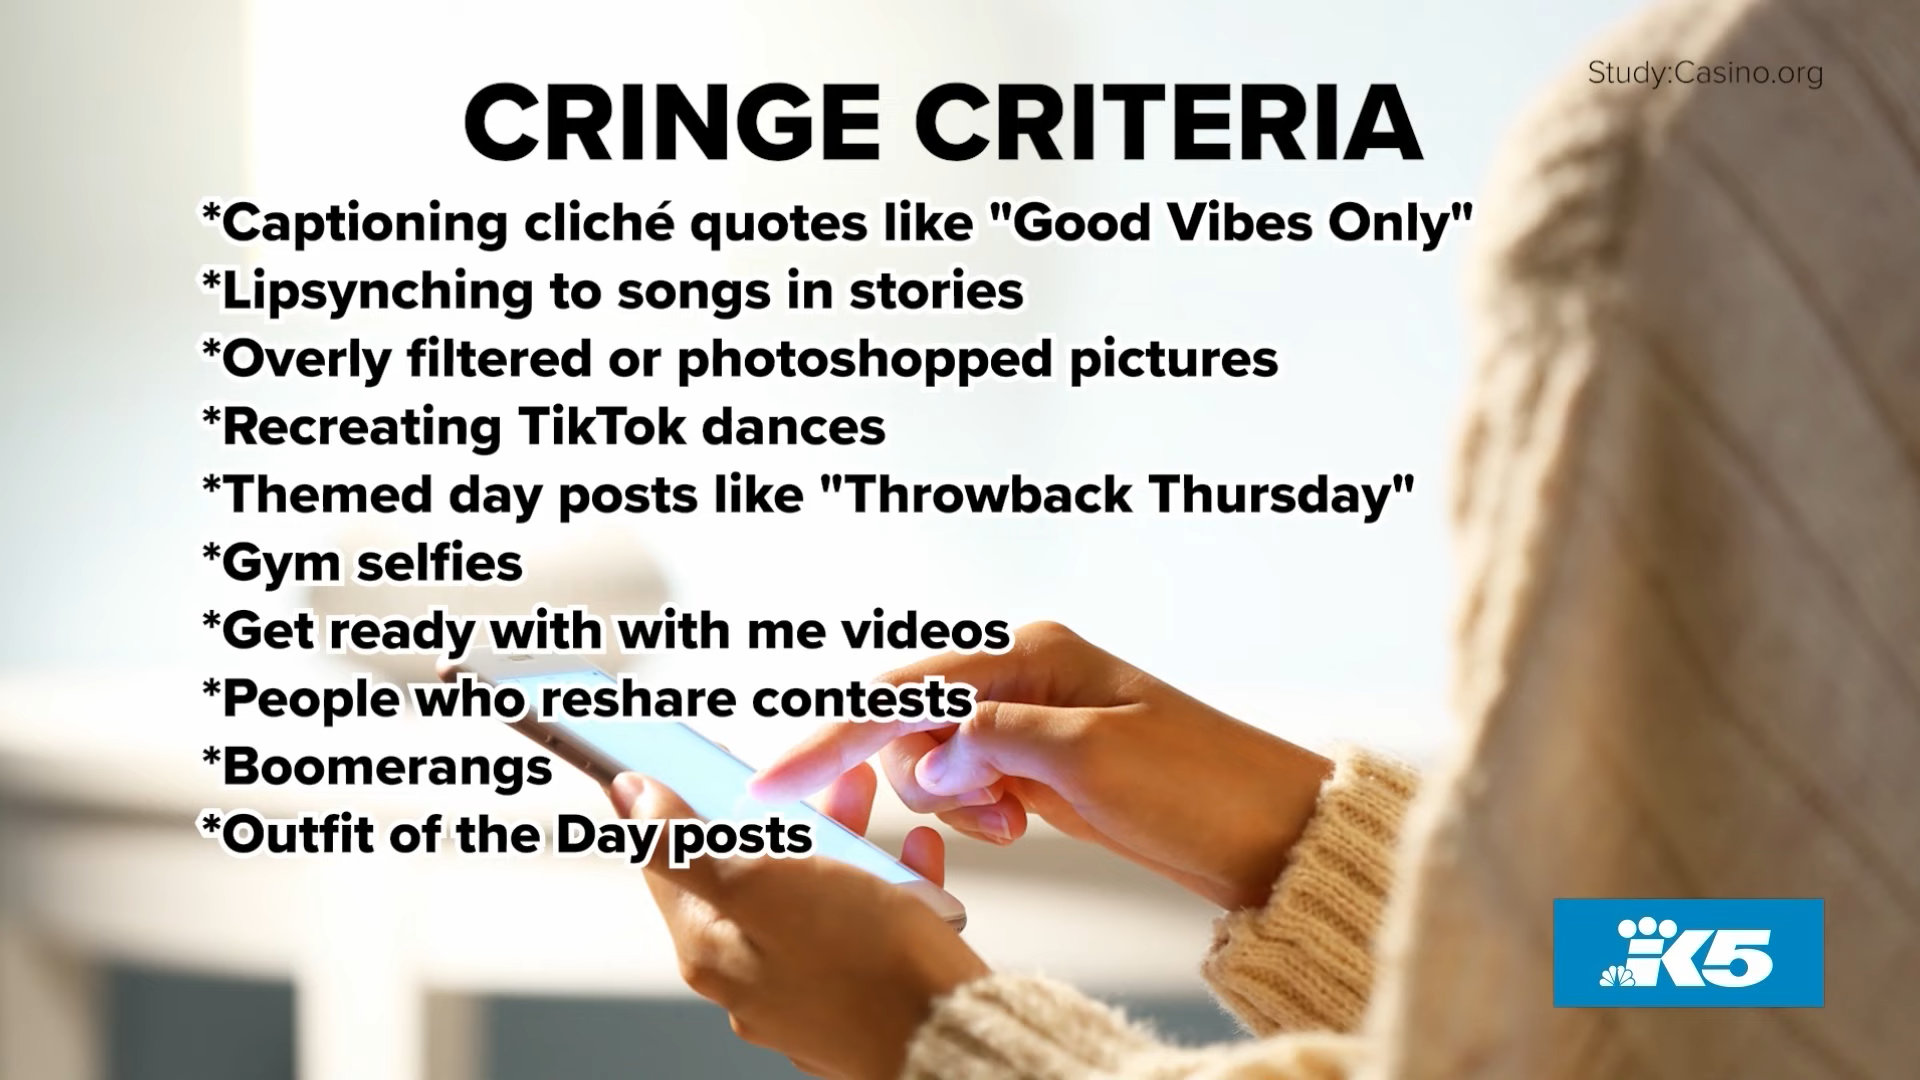 Study:Casino.org
CRINGE CRITERIA
*Captioning cliché quotes like "Good Vibes Only"
*Lipsynching to songs in stories
*Overly filtered or photoshopped pictures
*Recreating TikTok dances
*Themed day posts like "Throwback Thursday"
*Gym selfies
*Get ready with with me videos
*People who reshare contests
*Boomerangs
*Outfit of the Day posts
K5